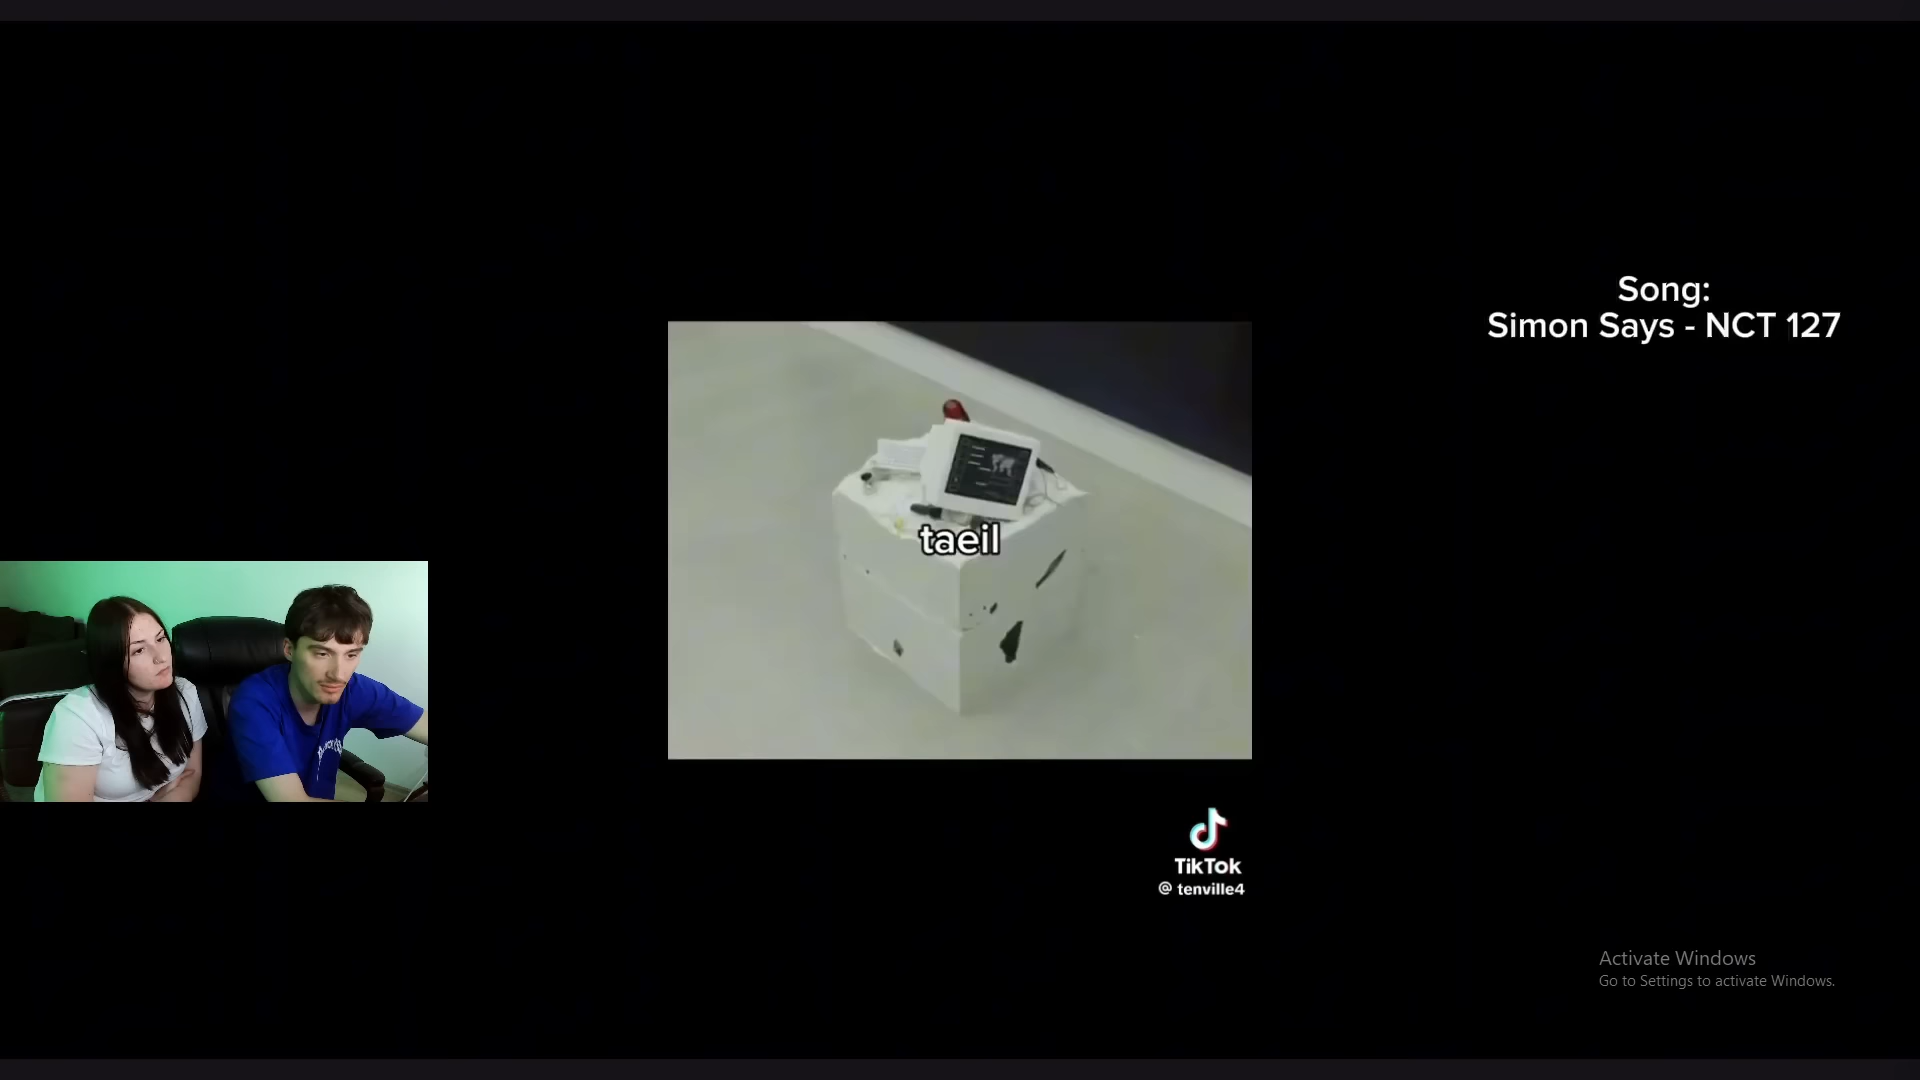 Song:
Simon Says - NCT 127
taeil
TikTok
@ tenville4
Activate Windows
Go to Settings to activate Windows.